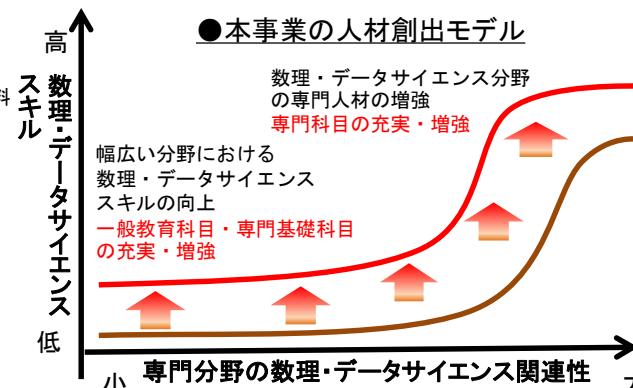 ●本事業の人材創出モデル
高
数理・データサイエンス分野
の専門人材の増強
専門科目の充実・増強
数理・データサイエンス
スキル
料
幅広い分野における
数理・データサイエンス
スキルの向上
一般教育科目・専門基礎科目
の充実・増強
低
小
専門分野の数理・データサイエンス関連性